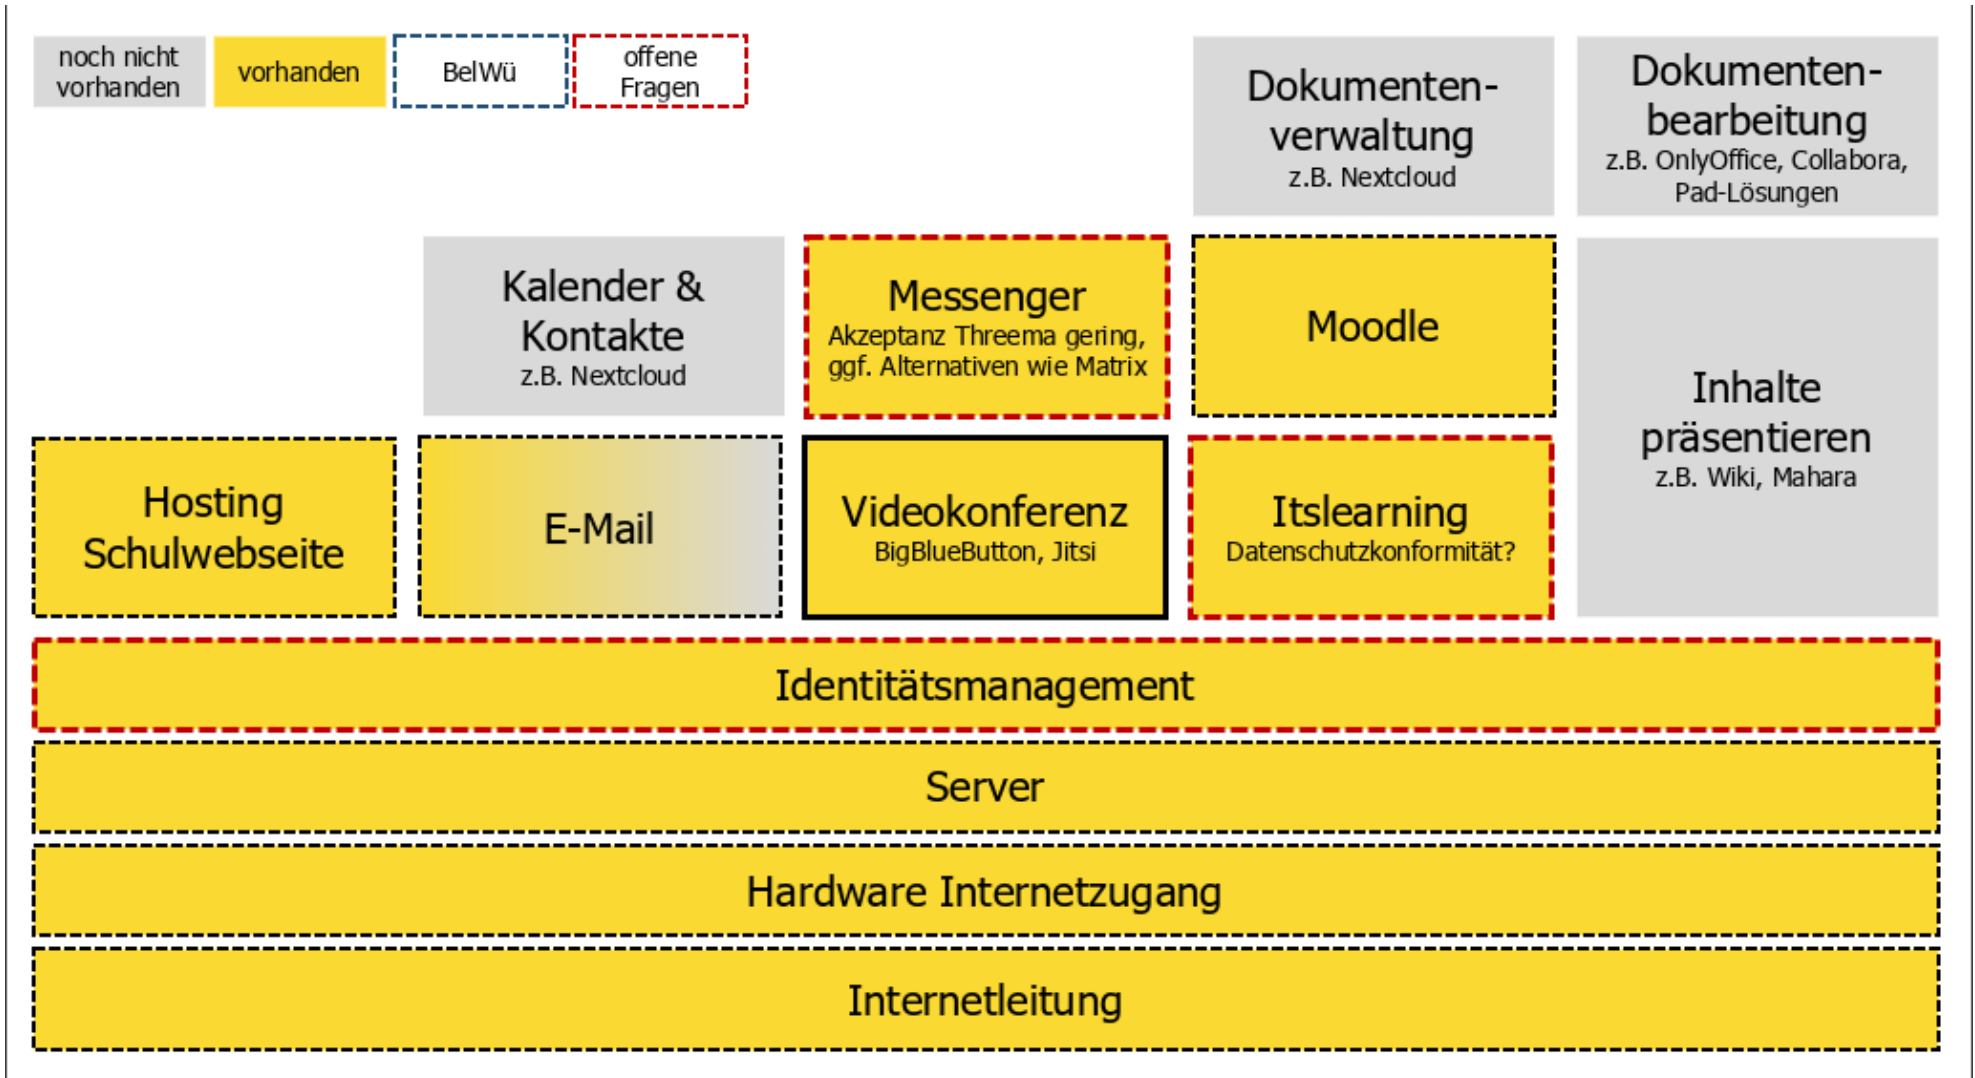 noch nicht
vorhanden
vorhanden
BelWü
offene
Fragen
Dokumenten-
verwaltung
z.B. Nextcloud
Dokumenten-
bearbeitung
z.B. OnlyOffice, Collabora,
Pad-Lösungen
Kalender &
Kontakte
z.B. Nextcloud
Messenger
Akzeptanz Threema gering,
ggf. Alternativen wie Matrix
Moodle
Inhalte
präsentieren
z.B. Wiki, Mahara
Hosting
Schulwebseite
E-Mail
Videokonferenz
BigBlueButton, Jitsi
Itslearning
Datenschutzkonformität?
Identitätsmanagement
Server
Hardware Internetzugang
Internetleitung